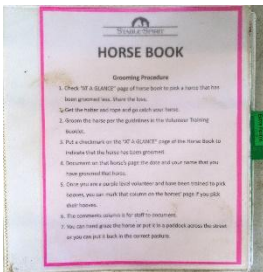 STABLE SPIRIT
HORSE BOOK
Grooming Procedure
1. Check "AT A GLANCE" page of horse book to pick a horse that has
been groomed less. Share the love.
2. Get the halter and rope and go catch your horse.
3. Groom the horse per the guidelines in the Volunteer Training
Booklet.
4. Put a checkmark on the "AT A GLANCE" page of the Horse Book to
indicate that the horse has been groomed.
5. Document on that horse's page the date and your name that you
have groomed that horse.
6. Once you are a purple level volunteer and have been trained to pick
hooves, you can mark that column on the horses' page if you pick
their hooves.
The comments column is for staff to document.
You can hand graze the horse or put it in a paddock across the street
or you can put it back in the correct pasture.